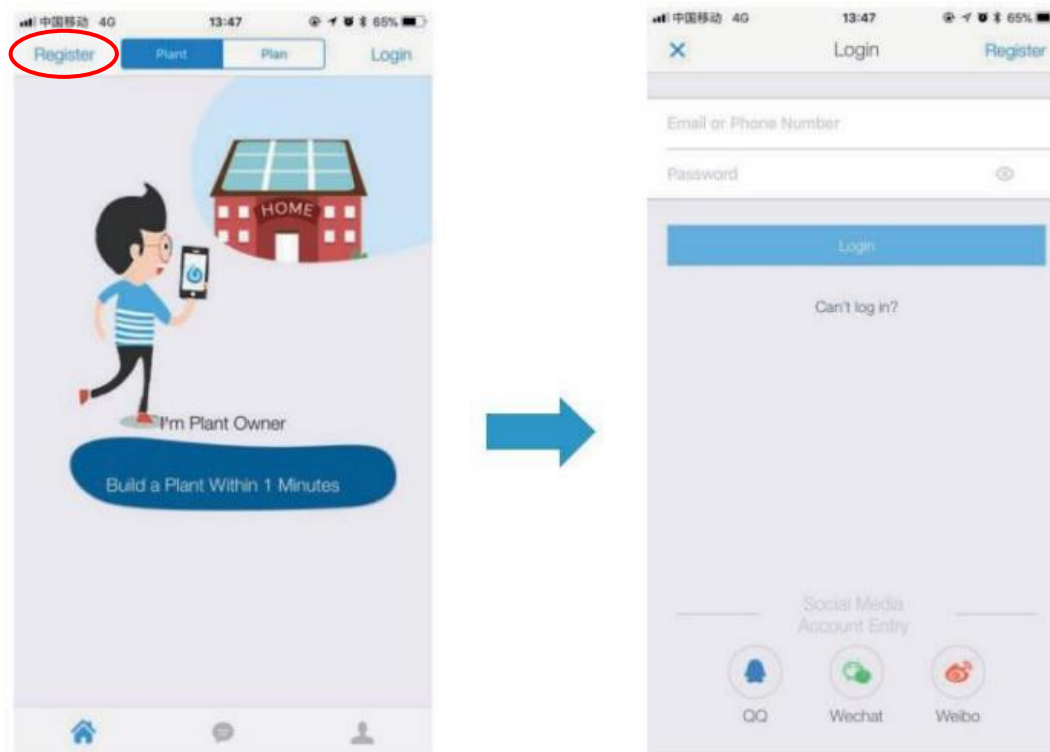 中国移动 4G 13:47 65%
Register Plant Plan Login
HOME
I'm Plant Owner
Build a Plant Within 1 Minutes
中国移动 4G 13:47 65%
Login Register
Email or Phone Number
Password
Login
Can't log in?
Social Media
Account Entry
QQ Wechat Weibo